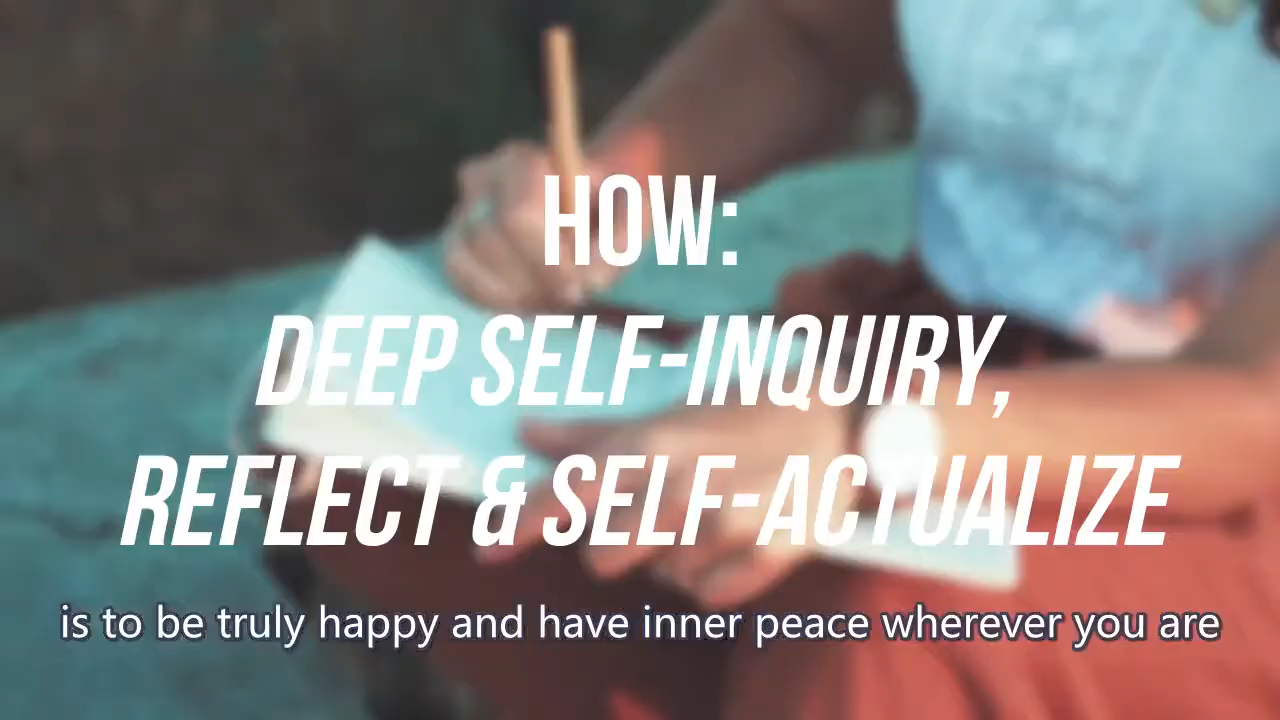 HOW:
DEEP SELF-INQUIRY,
REFLECT & SELF-ACTUALIZE
is to be truly happy and have inner peace wherever you are